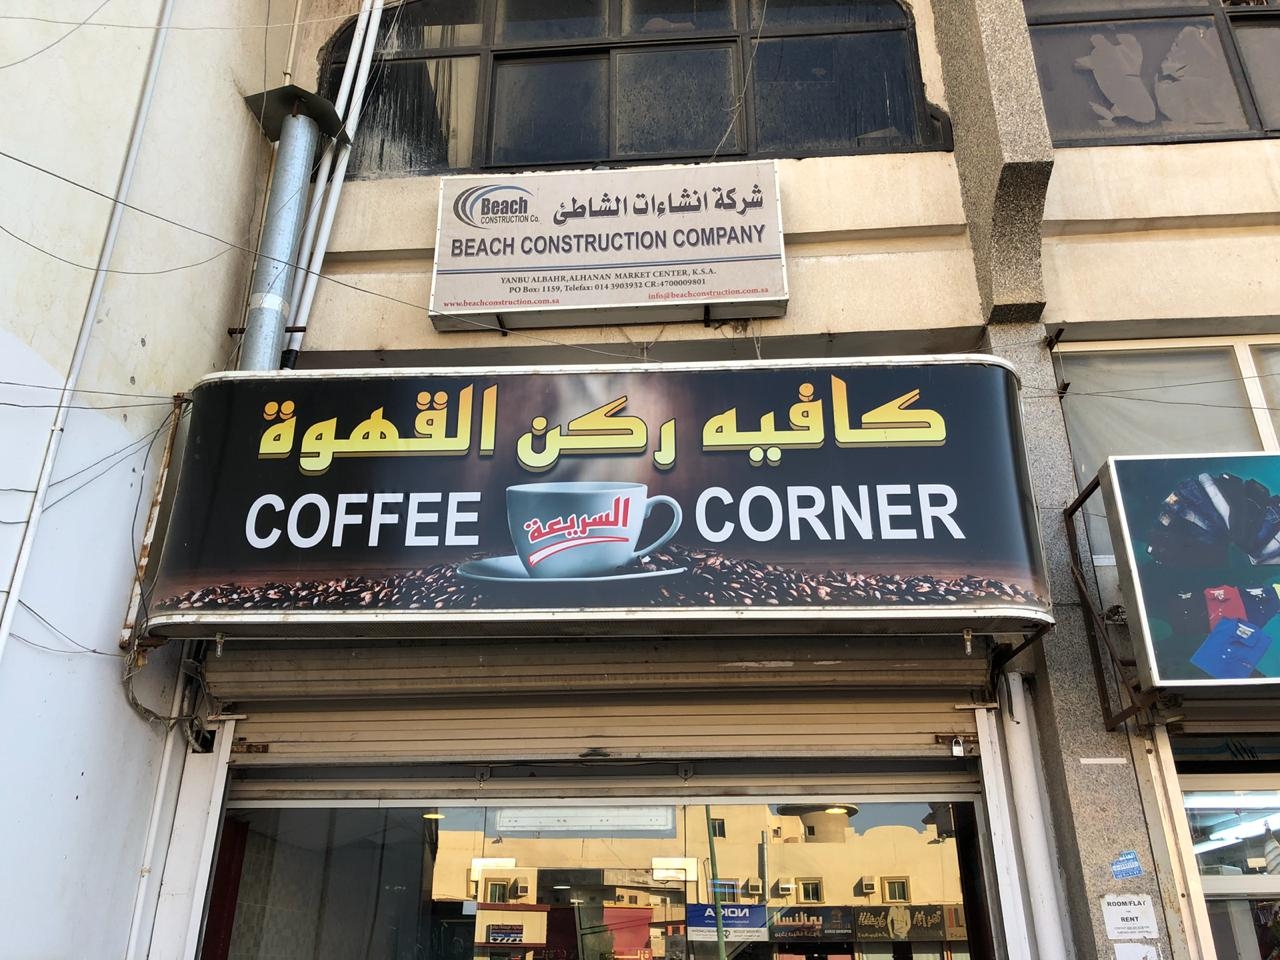 Beach
CONSTRUCTION Co.
شركة انشاءات الشاطئ
BEACH CONSTRUCTION COMPANY
YANBU ALBAHR,ALHANAN MARKET CENTER, K.S.A.
PO Box: 1159, Telefax: 014 3903932 CR:4700009801
www.beachconstruction.com.sa
info@beachconstruction.com.sa
كافيه ركن القهوة
COFFEE CORNER
السريعة
NOKIA
ROOM/FLAT
RENT